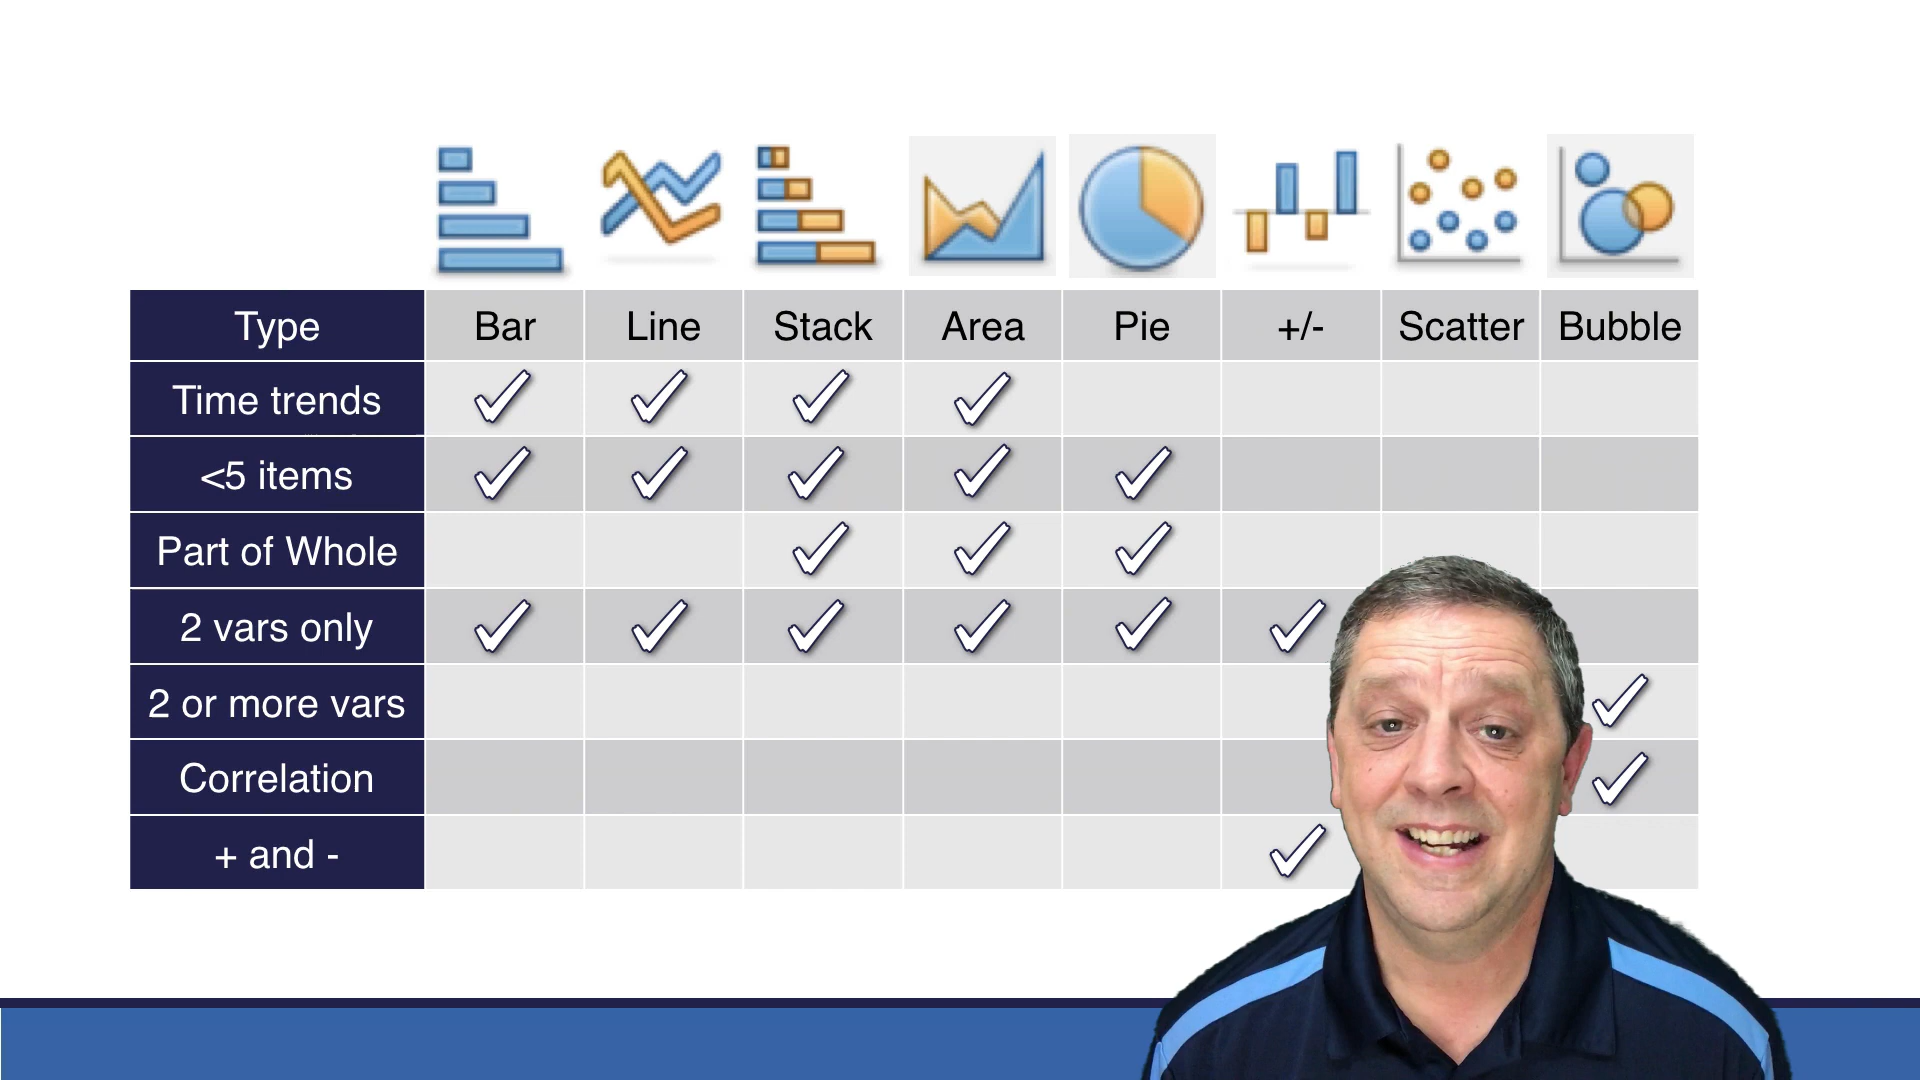 Type Bar Line Stack Area Pie +/- Scatter Bubble
Time trends
<5 items
Part of Whole
2 vars only
2 or more vars
Correlation
+ and -